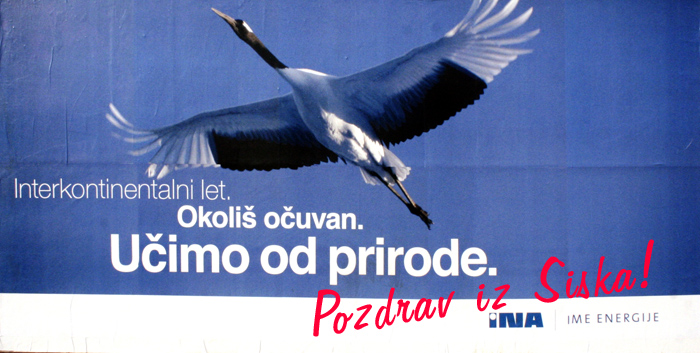 Interkontinentalni let.
Okoliš očuvan.
Učimo od prirode.
Pozdrav iz Siska!
INA IME ENERGIJE